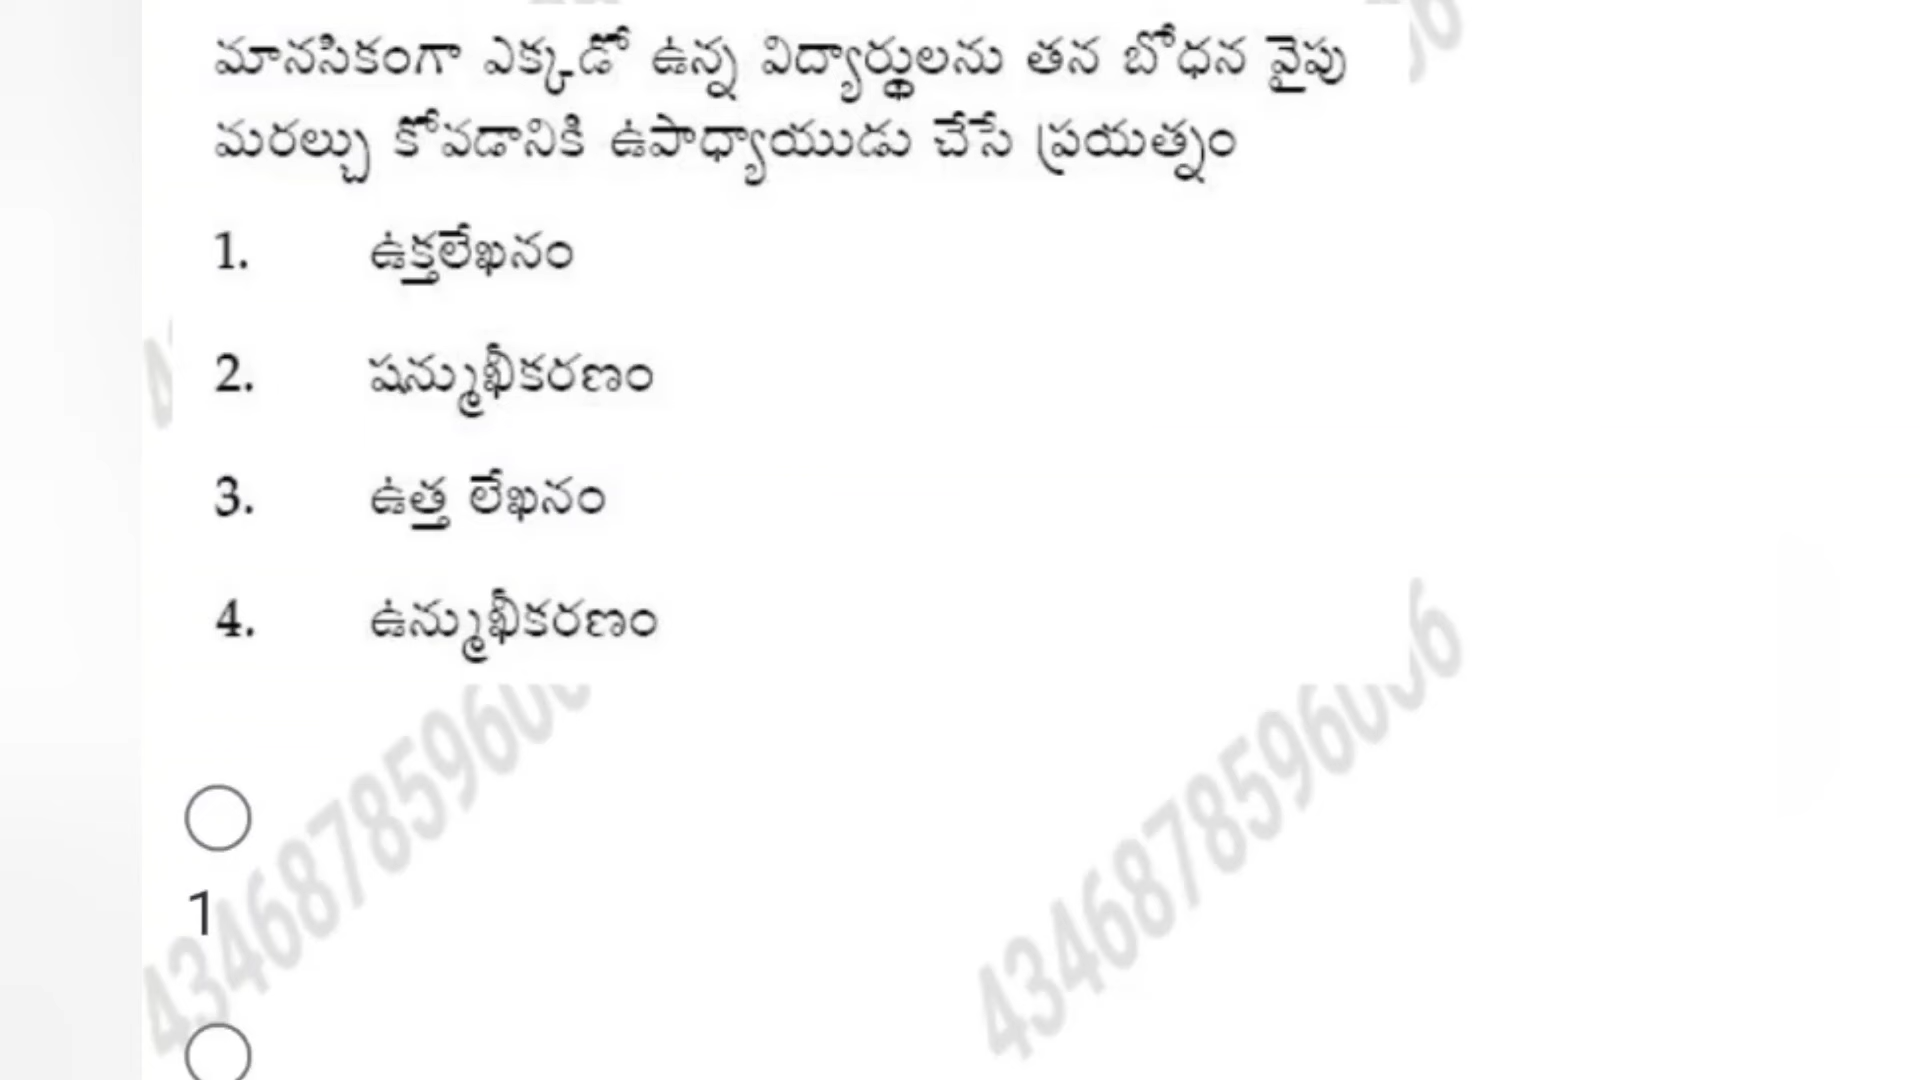 మానసికంగా ఎక్కడో ఉన్న విద్యార్థులను తన బోధన వైపు
మరల్చు కోవడానికి ఉపాధ్యాయుడు చేసే ప్రయత్నం
1. ఉక్తలేఖనం
2. షన్ముఖీకరణం
3. ఉత్త లేఖనం
4. ఉన్ముఖీకరణం
1